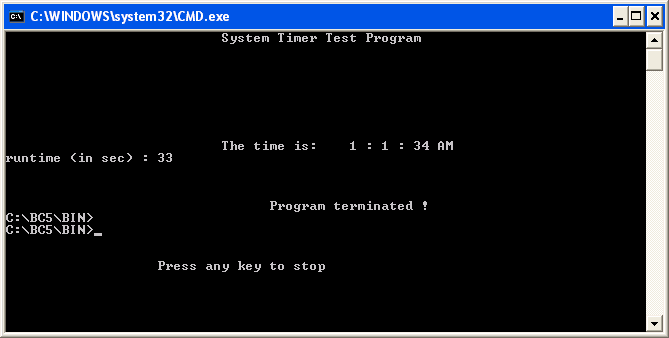 C:\WINDOWS\system32\CMD.exe
System Timer Test Program
The time is: 1 : 1 : 34 AM
runtime (in sec) : 33
Program terminated !
C:\BC5\BIN>
C:\BC5\BIN>_
Press any key to stop